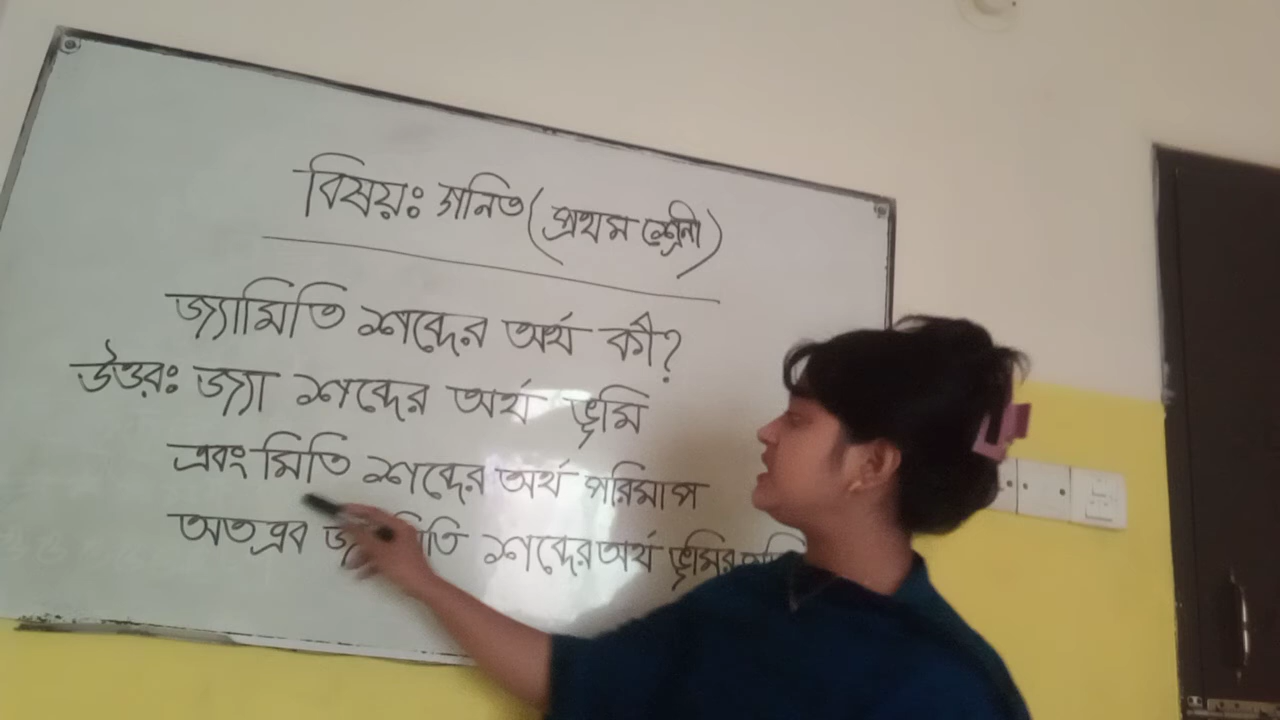 বিষয়ঃ গনিত (প্রথম শ্রেনী)
জ্যামিতি শব্দের অর্থ কী?
উত্তরঃ জ্যা শব্দের অর্থ ভূমি
এবং মিতি শব্দের অর্থ পরিমাপ
অতএব শব্দের অর্থ ভূমির